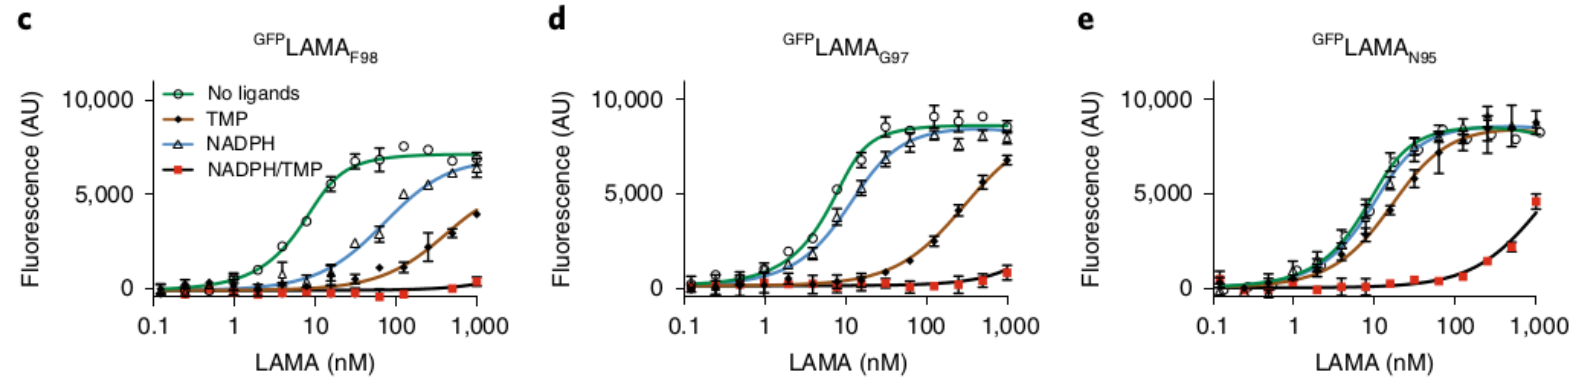 c
GFPLAMAF98
Fluorescence (AU)
10,000
5,000
0
No ligands
TMP
NADPH
NADPH/TMP
0.1 1 10 100 1,000
LAMA (nM)
d
GFPLAMAG97
Fluorescence (AU)
10,000
5,000
0
0.1 1 10 100 1,000
LAMA (nM)
e
GFPLAMAN95
Fluorescence (AU)
10,000
5,000
0
0.1 1 10 100 1,000
LAMA (nM)